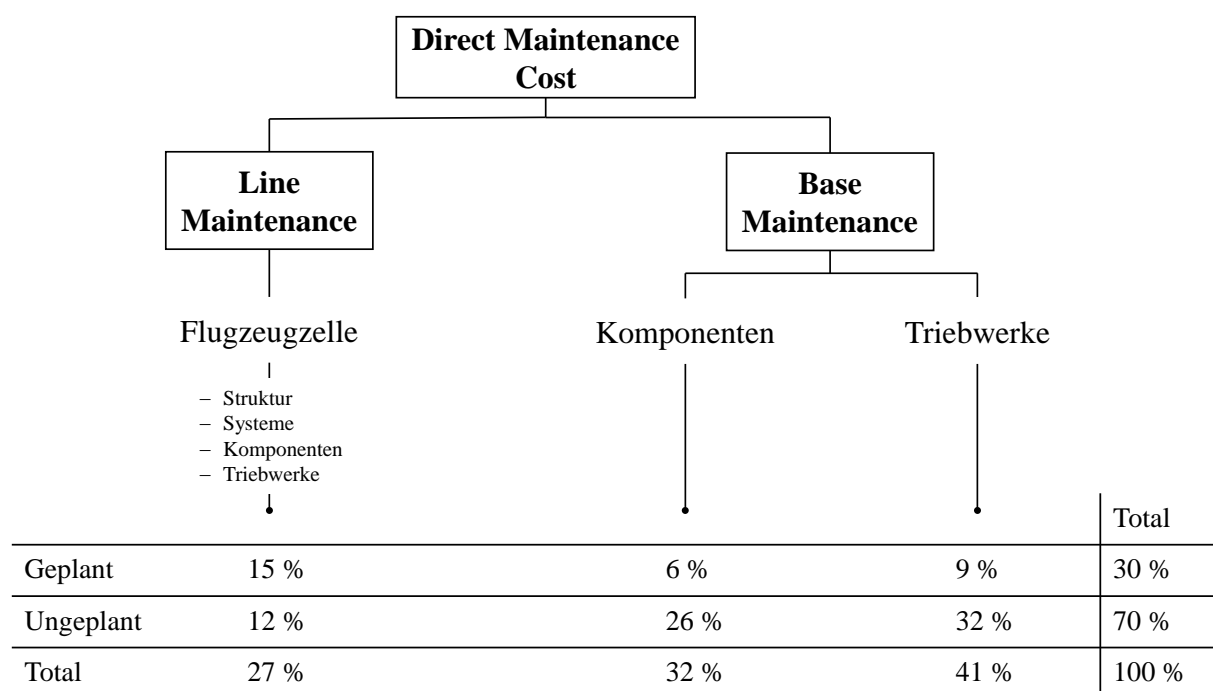 Direct Maintenance
Cost
Line
Maintenance
Base
Maintenance
Flugzeugzelle
Komponenten
Triebwerke
– Struktur
– Systeme
– Komponenten
– Triebwerke
Total
Geplant 15 % 6 % 9 % 30 %
Ungeplant 12 % 26 % 32 % 70 %
Total 27 % 32 % 41 % 100 %